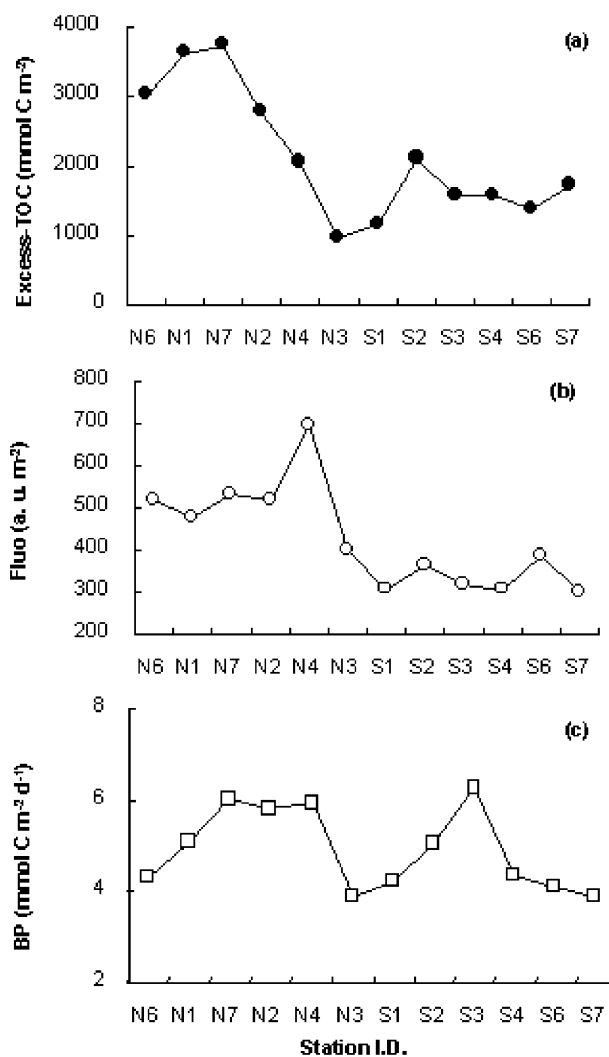 (a)
Excess-TOC (mmol C m⁻²)
4000
3000
2000
1000
0
N6 N1 N7 N2 N4 N3 S1 S2 S3 S4 S6 S7
(b)
Fluo (a. u. m⁻²)
800
700
600
500
400
300
200
N6 N1 N7 N2 N4 N3 S1 S2 S3 S4 S6 S7
(c)
BP (mmol C m⁻² d⁻¹)
8
6
4
2
N6 N1 N7 N2 N4 N3 S1 S2 S3 S4 S6 S7
Station I.D.